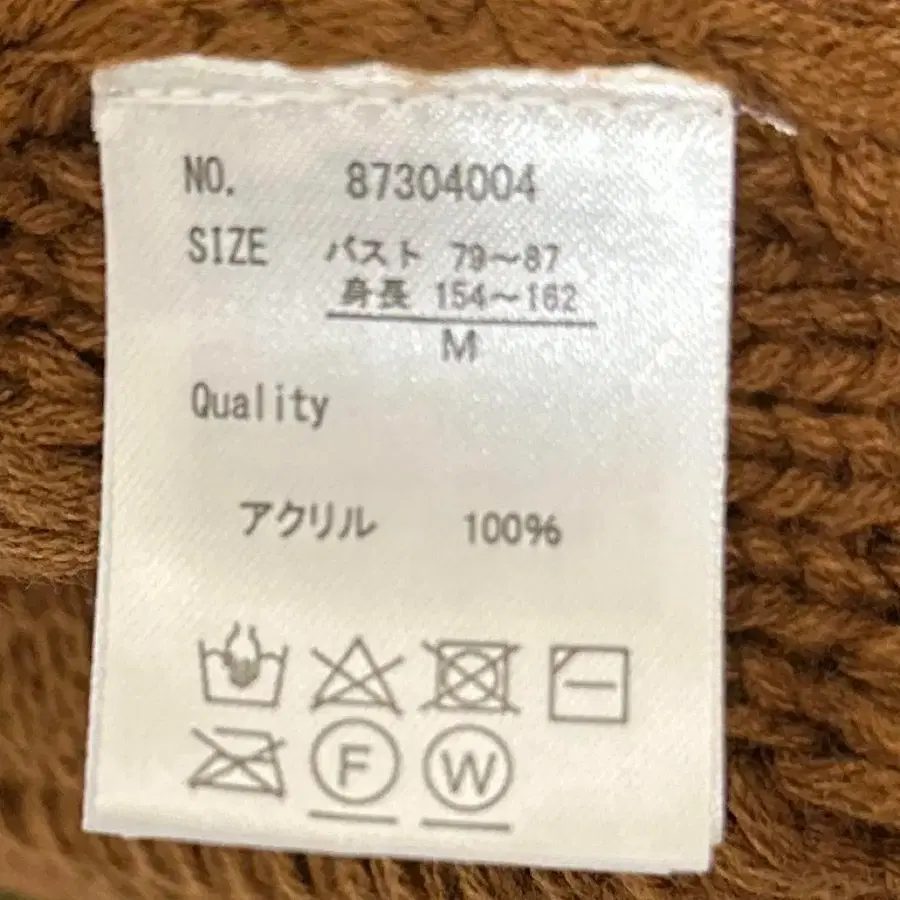 NO. 87304004
SIZE バスト 79～87
身長 154～162
M
Quality
アクリル 100%
F W